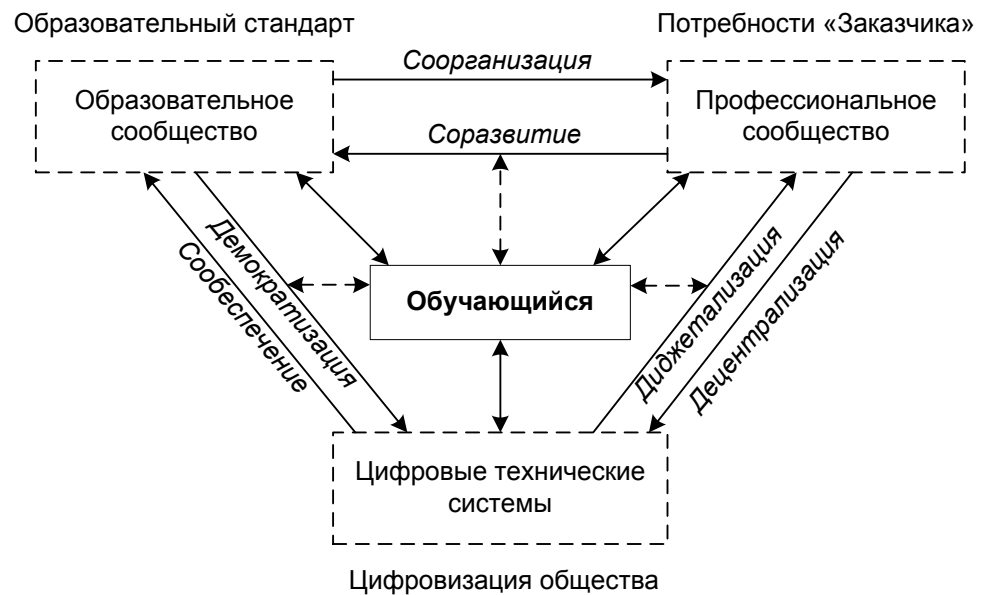 Образовательный стандарт
Потребности «Заказчика»
Соорганизация
Образовательное
сообщество
Профессиональное
сообщество
Соразвитие
Демократизация
Сообеспечение
Обучающийся
Диджетализация
Децентрализация
Цифровые технические
системы
Цифровизация общества